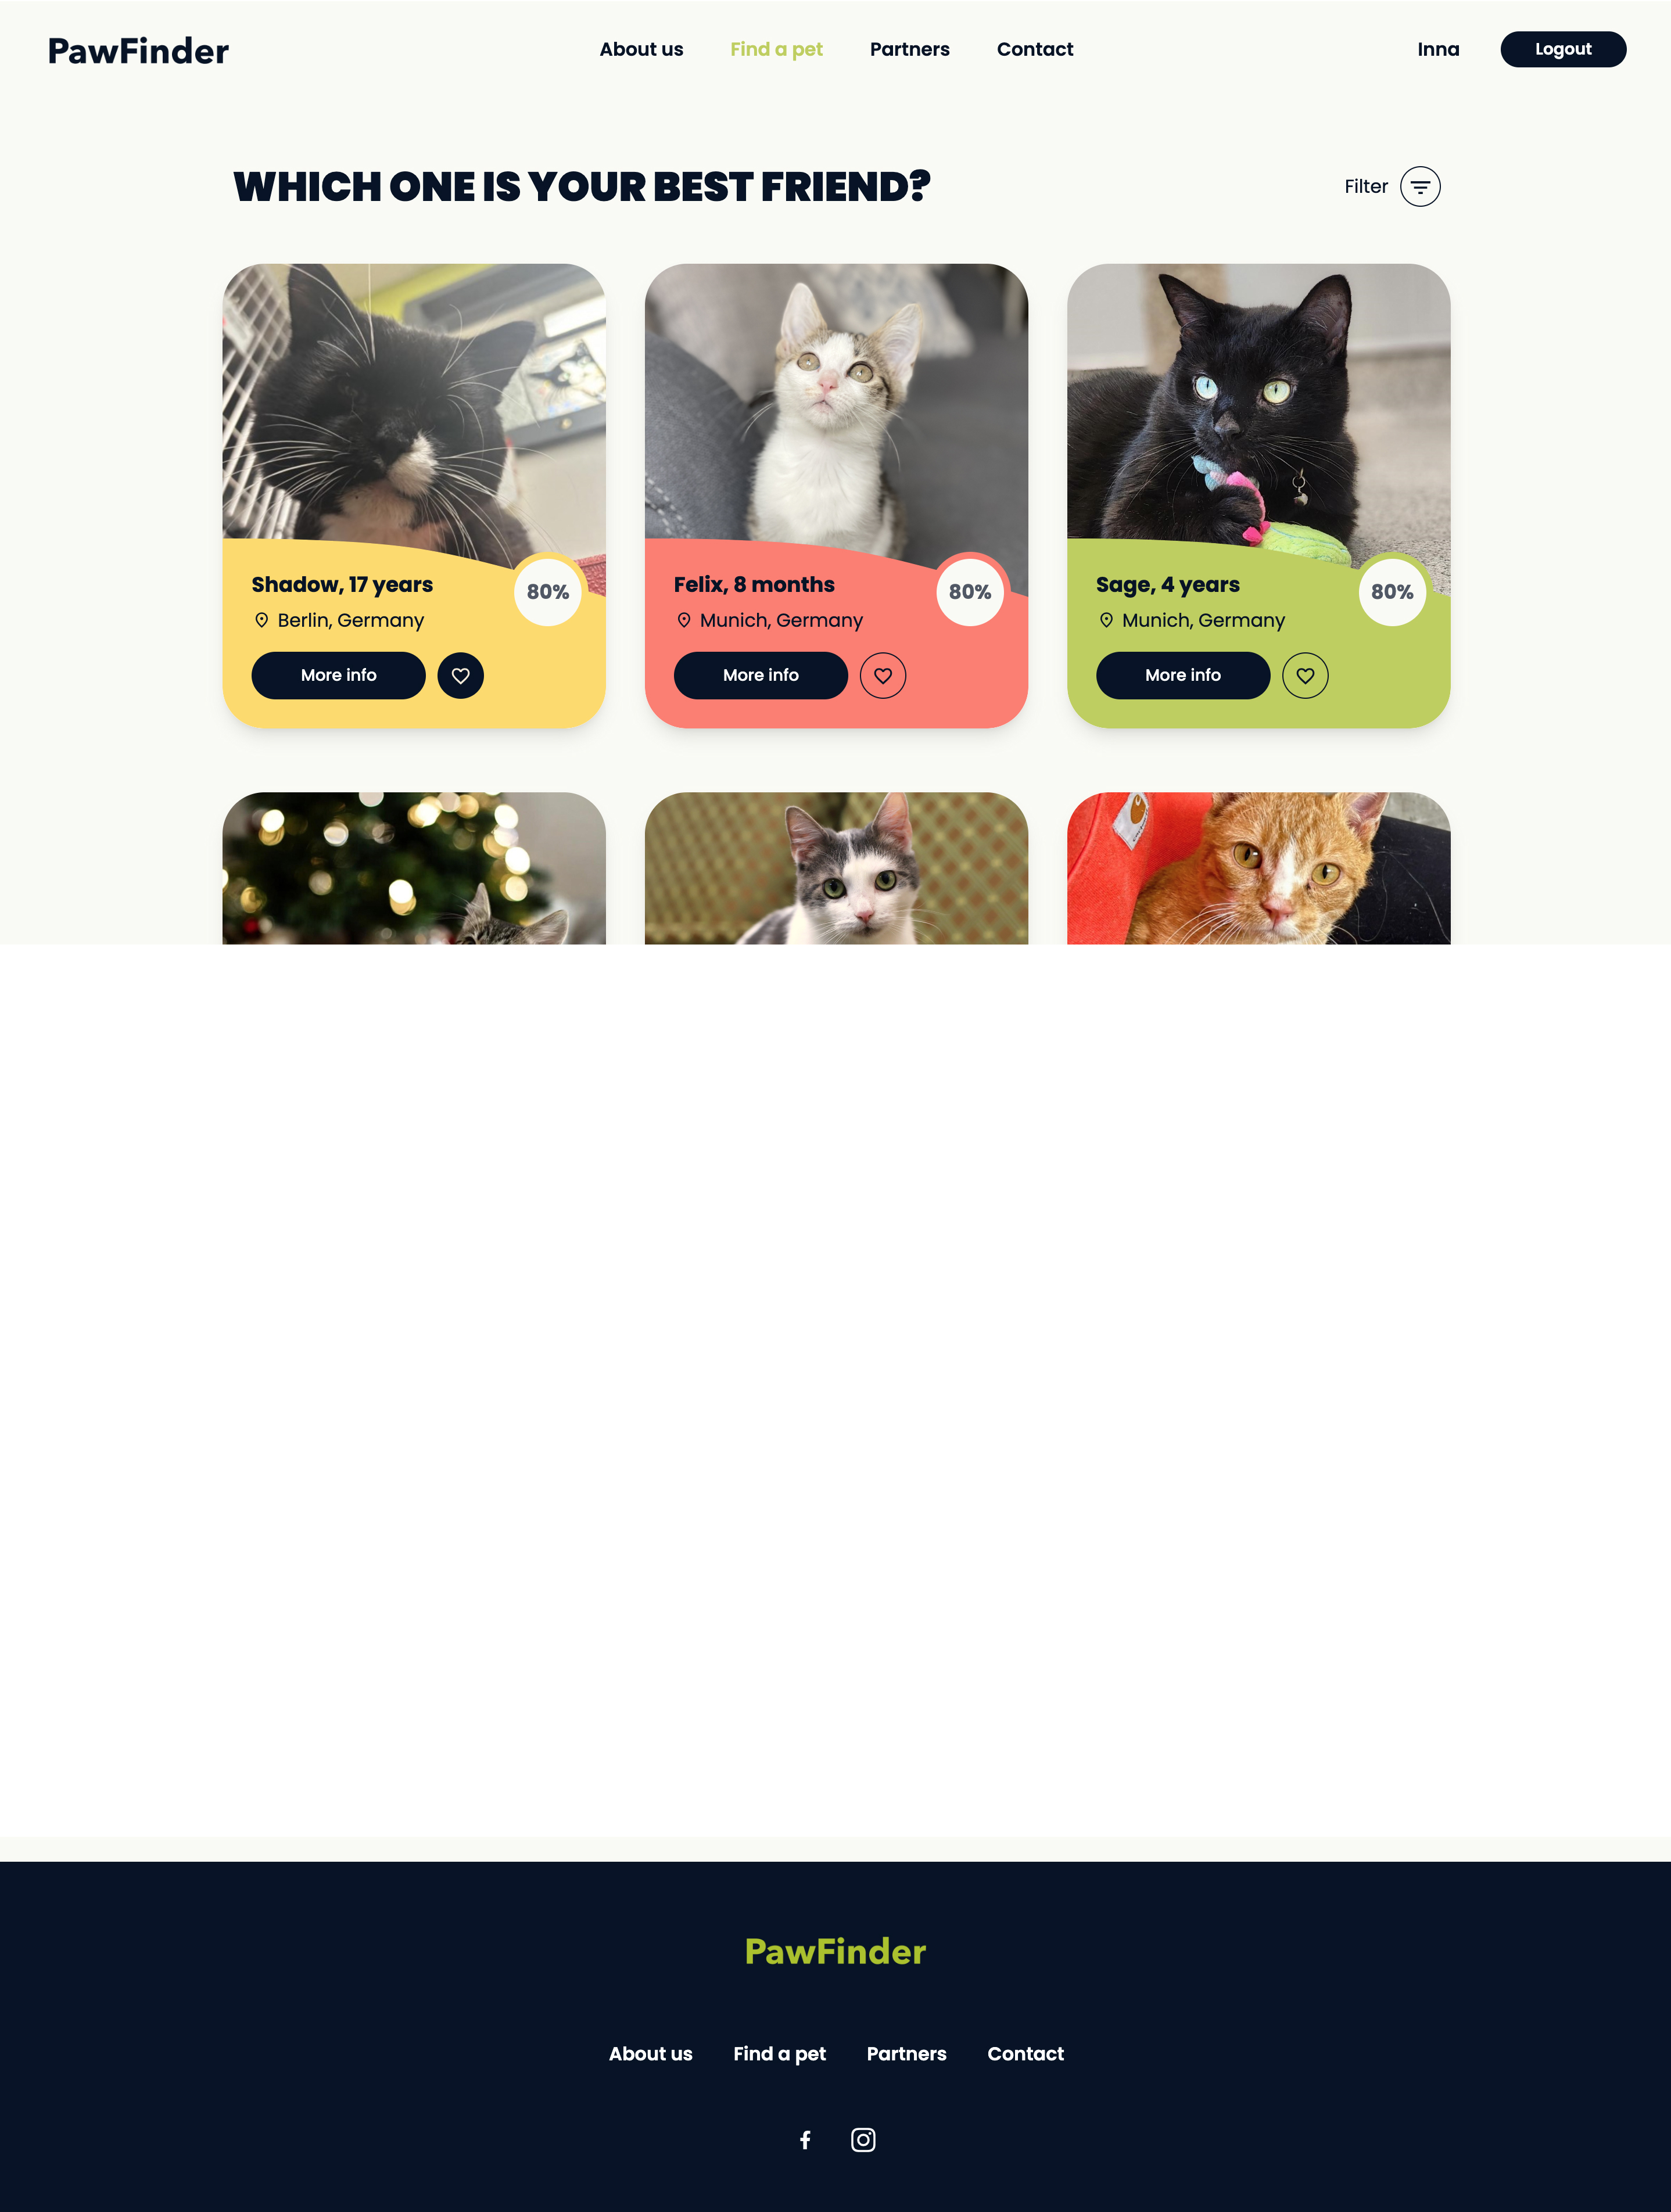 PawFinder
About us
Find a pet
Partners
Contact
Inna
Logout
WHICH ONE IS YOUR BEST FRIEND?
Filter
Shadow, 17 years
80%
Berlin, Germany
More info
Felix, 8 months
80%
Munich, Germany
More info
Sage, 4 years
80%
Munich, Germany
More info
PawFinder
About us
Find a pet
Partners
Contact